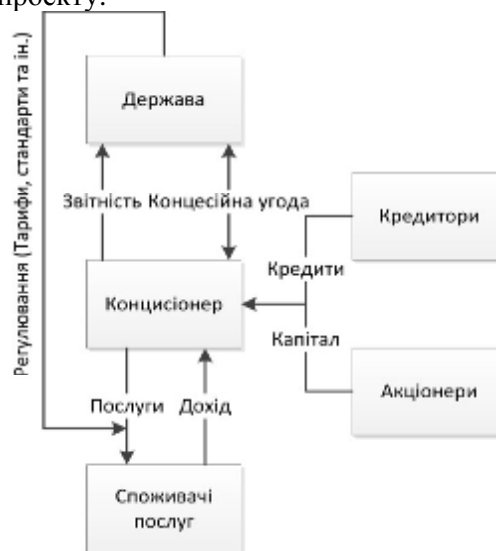 проекту.
Держава
Регулювання (Тарифи, стандарти та ін.)
Звітність Концесійна угода
Кредитори
Кредити
Концисіонер
Капітал
Послуги Дохід
Акціонери
Споживачі
послуг